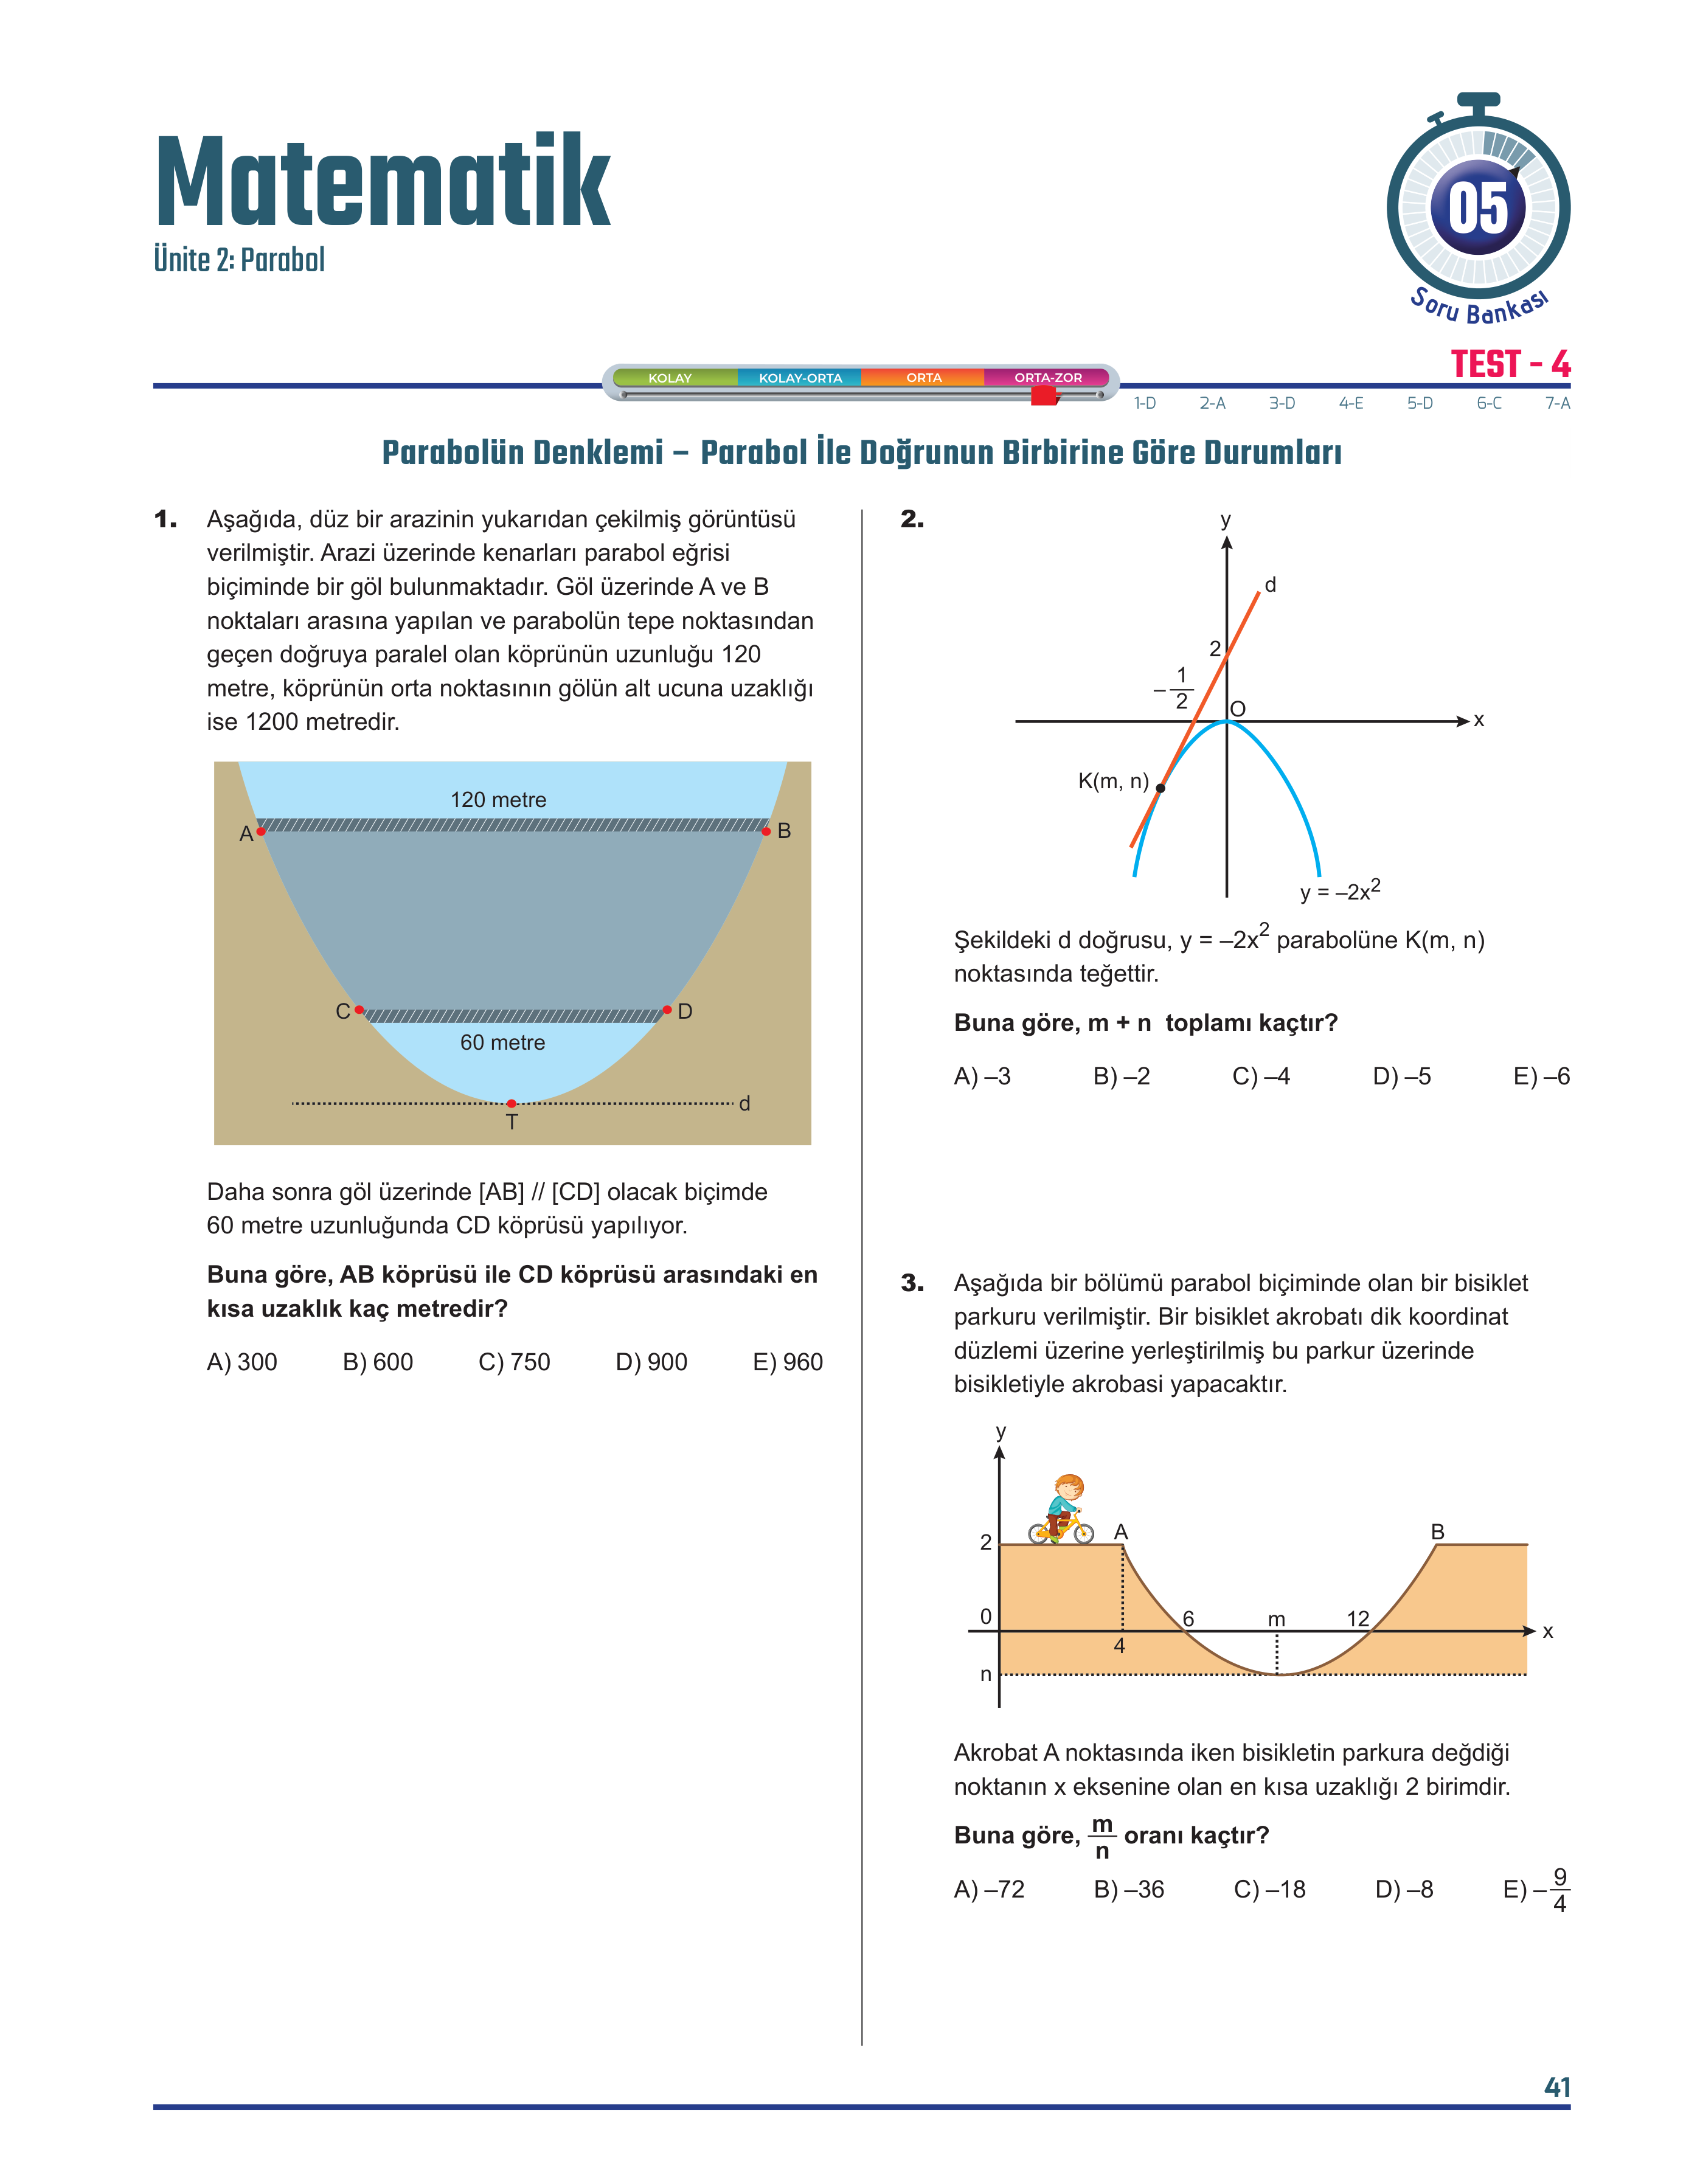 Matematik
Ünite 2: Parabol
05
Soru Bankası
TEST - 4
KOLAY KOLAY-ORTA ORTA ORTA-ZOR
1-D 2-A 3-D 4-E 5-D 6-C 7-A
Parabolün Denklemi – Parabol İle Doğrunun Birbirine Göre Durumları
1. Aşağıda, düz bir arazinin yukarıdan çekilmiş görüntüsü
verilmiştir. Arazi üzerinde kenarları parabol eğrisi
biçiminde bir göl bulunmaktadır. Göl üzerinde A ve B
noktaları arasına yapılan ve parabolün tepe noktasından
geçen doğruya paralel olan köprünün uzunluğu 120
metre, köprünün orta noktasının gölün alt ucuna uzaklığı
ise 1200 metredir.
120 metre
A B
C D
60 metre
d
T
Daha sonra göl üzerinde [AB] // [CD] olacak biçimde
60 metre uzunluğunda CD köprüsü yapılıyor.
Buna göre, AB köprüsü ile CD köprüsü arasındaki en
kısa uzaklık kaç metredir?
A) 300 B) 600 C) 750 D) 900 E) 960
2.
y
d
2
–1/2
O
x
K(m, n)
y = –2x²
Şekildeki d doğrusu, y = –2x² parabolüne K(m, n)
noktasında teğettir.
Buna göre, m + n toplamı kaçtır?
A) –3 B) –2 C) –4 D) –5 E) –6
3. Aşağıda bir bölümü parabol biçiminde olan bir bisiklet
parkuru verilmiştir. Bir bisiklet akrobatı dik koordinat
düzlemi üzerine yerleştirilmiş bu parkur üzerinde
bisikletiyle akrobasi yapacaktır.
y
A B
2
0 6 m 12
x
4
n
Akrobat A noktasında iken bisikletin parkura değdiği
noktanın x eksenine olan en kısa uzaklığı 2 birimdir.
Buna göre, m/n oranı kaçtır?
A) –72 B) –36 C) –18 D) –8 E) –9/4
41